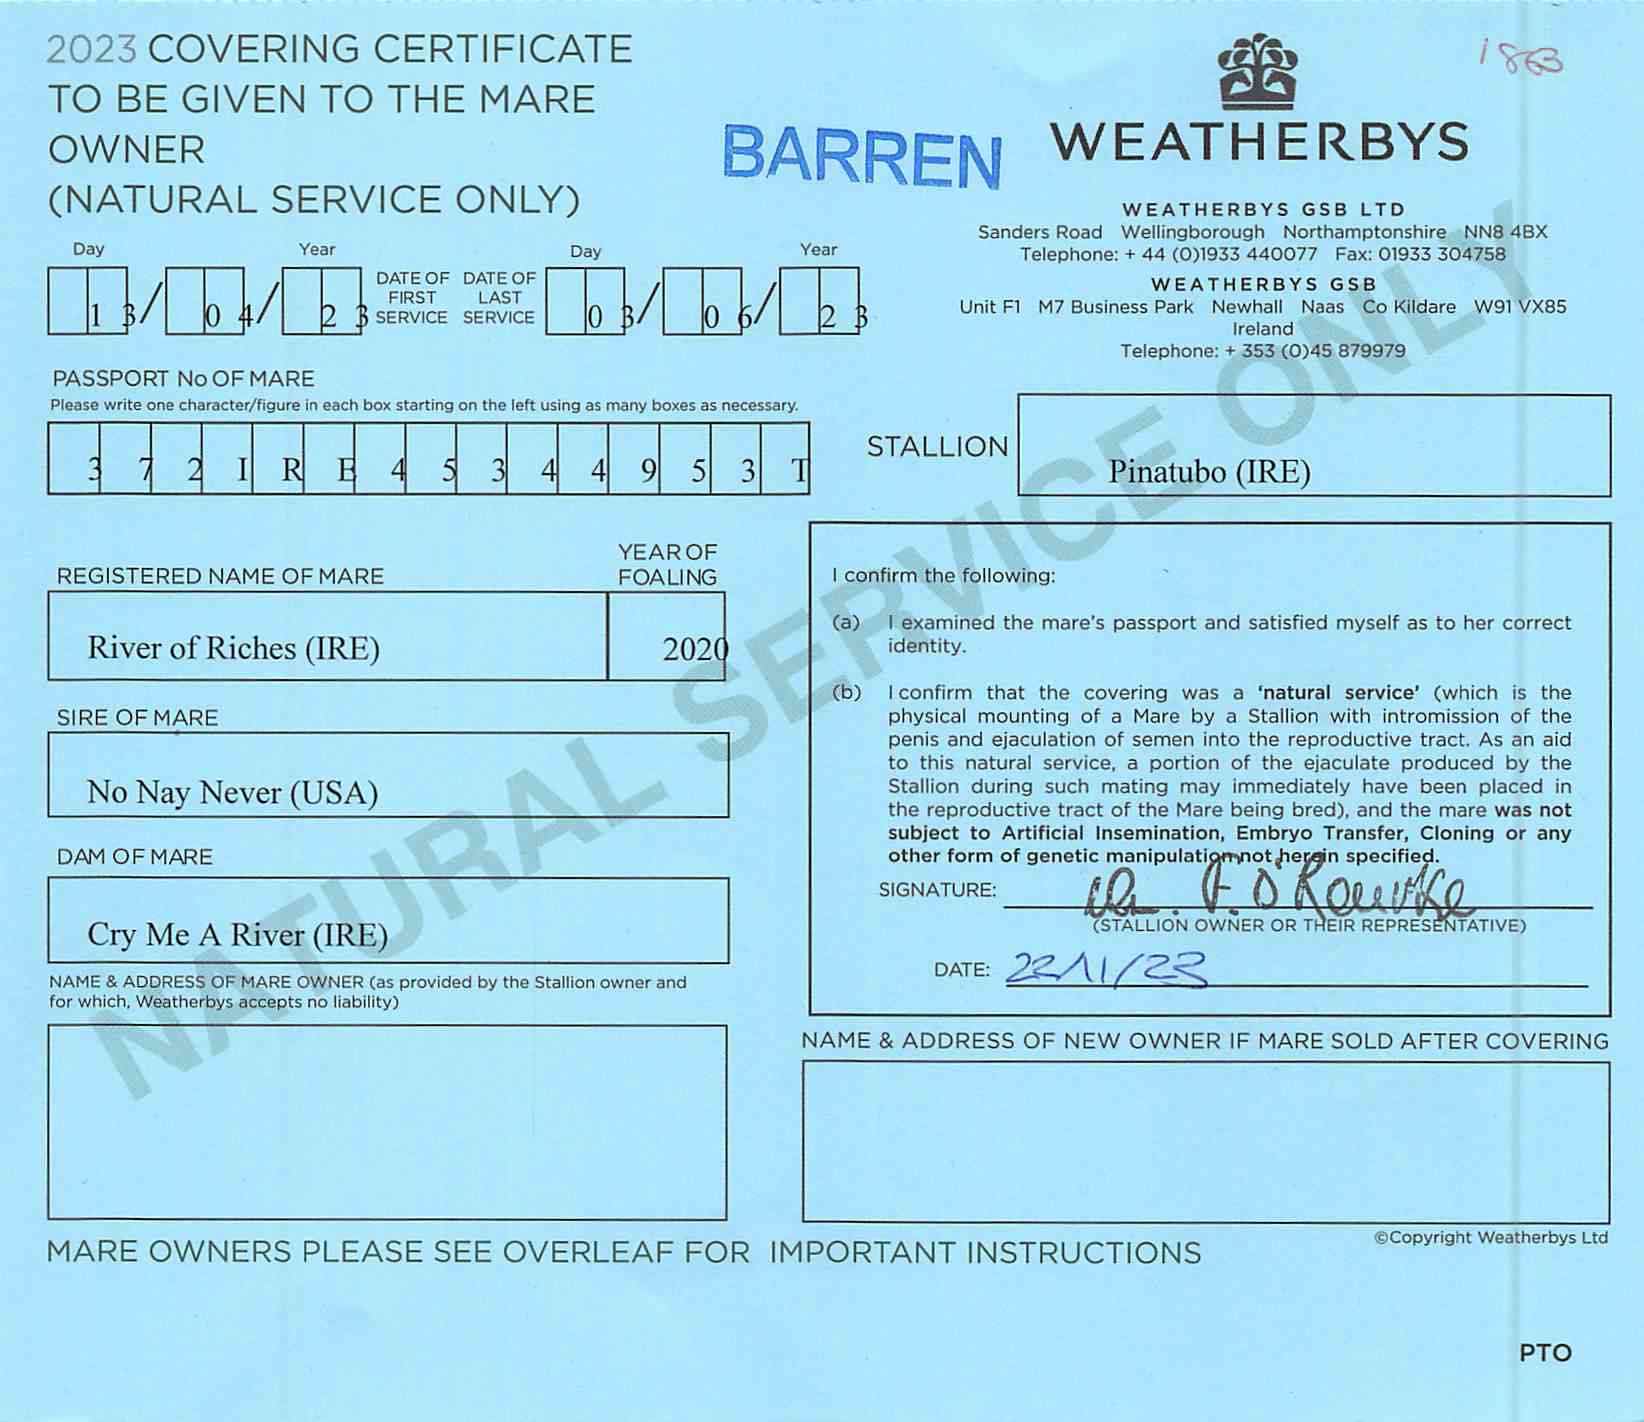 2023 COVERING CERTIFICATE
TO BE GIVEN TO THE MARE
OWNER
(NATURAL SERVICE ONLY)
BARREN
1863
WEATHERBYS
WEATHERBYS GSB LTD
Sanders Road Wellingborough Northamptonshire NN8 4BX
Telephone: + 44 (0)1933 440077 Fax: 01933 304758
WEATHERBYS GSB
Unit F1 M7 Business Park Newhall Naas Co Kildare W91 VX85
Ireland
Telephone: + 353 (0)45 879979
Day Year Day Year
13/04/23 DATE OF FIRST SERVICE DATE OF LAST SERVICE 03/06/23
PASSPORT No OF MARE
Please write one character/figure in each box starting on the left using as many boxes as necessary.
3 7 2 I R E 4 5 3 4 4 9 5 3 T
STALLION Pinatubo (IRE)
REGISTERED NAME OF MARE YEAR OF FOALING
River of Riches (IRE) 2020
SIRE OF MARE
No Nay Never (USA)
DAM OF MARE
Cry Me A River (IRE)
NAME & ADDRESS OF MARE OWNER (as provided by the Stallion owner and
for which, Weatherbys accepts no liability)
I confirm the following:
(a) I examined the mare's passport and satisfied myself as to her correct
identity.
(b) I confirm that the covering was a 'natural service' (which is the
physical mounting of a Mare by a Stallion with intromission of the
penis and ejaculation of semen into the reproductive tract. As an aid
to this natural service, a portion of the ejaculate produced by the
Stallion during such mating may immediately have been placed in
the reproductive tract of the Mare being bred), and the mare was not
subject to Artificial Insemination, Embryo Transfer, Cloning or any
other form of genetic manipulation not herein specified.
SIGNATURE: F. O'Rourke
(STALLION OWNER OR THEIR REPRESENTATIVE)
DATE: 22/11/23
NAME & ADDRESS OF NEW OWNER IF MARE SOLD AFTER COVERING
©Copyright Weatherbys Ltd
MARE OWNERS PLEASE SEE OVERLEAF FOR IMPORTANT INSTRUCTIONS
PTO
NATURAL SERVICE ONLY